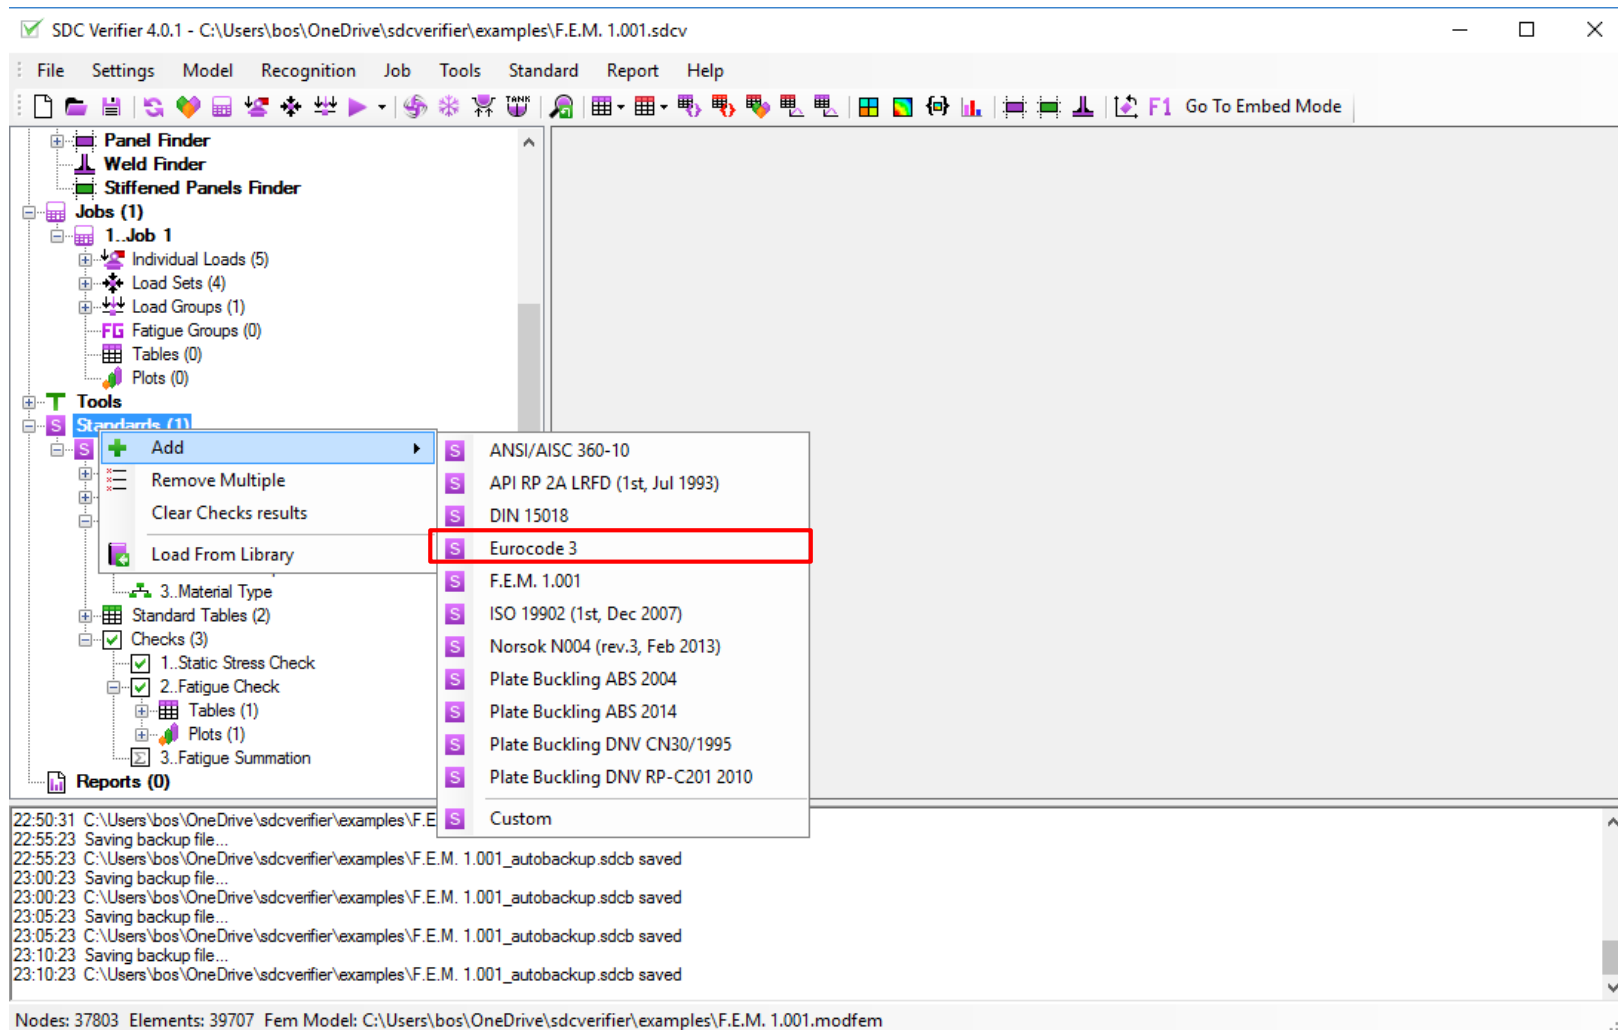 SDC Verifier 4.0.1 - C:\Users\bos\OneDrive\sdcverifier\examples\F.E.M. 1.001.sdcv
File Settings Model Recognition Job Tools Standard Report Help
TANK F1 Go To Embed Mode
Panel Finder
Weld Finder
Stiffened Panels Finder
Jobs (1)
1..Job 1
Individual Loads (5)
Load Sets (4)
Load Groups (1)
FG Fatigue Groups (0)
Tables (0)
Plots (0)
T Tools
S Standards (1)
S
Add
Remove Multiple
Clear Checks results
Load From Library
S ANSI/AISC 360-10
S API RP 2A LRFD (1st, Jul 1993)
S DIN 15018
S Eurocode 3
S F.E.M. 1.001
S ISO 19902 (1st, Dec 2007)
S Norsok N004 (rev.3, Feb 2013)
S Plate Buckling ABS 2004
S Plate Buckling ABS 2014
S Plate Buckling DNV CN30/1995
S Plate Buckling DNV RP-C201 2010
S Custom
3..Material Type
Standard Tables (2)
Checks (3)
1..Static Stress Check
2..Fatigue Check
Tables (1)
Plots (1)
Σ 3..Fatigue Summation
Reports (0)
22:50:31 C:\Users\bos\OneDrive\sdcverifier\examples\F.E
22:55:23 Saving backup file...
22:55:23 C:\Users\bos\OneDrive\sdcverifier\examples\F.E.M. 1.001_autobackup.sdcb saved
23:00:23 Saving backup file...
23:00:23 C:\Users\bos\OneDrive\sdcverifier\examples\F.E.M. 1.001_autobackup.sdcb saved
23:05:23 Saving backup file...
23:05:23 C:\Users\bos\OneDrive\sdcverifier\examples\F.E.M. 1.001_autobackup.sdcb saved
23:10:23 Saving backup file...
23:10:23 C:\Users\bos\OneDrive\sdcverifier\examples\F.E.M. 1.001_autobackup.sdcb saved
Nodes: 37803 Elements: 39707 Fem Model: C:\Users\bos\OneDrive\sdcverifier\examples\F.E.M. 1.001.modfem